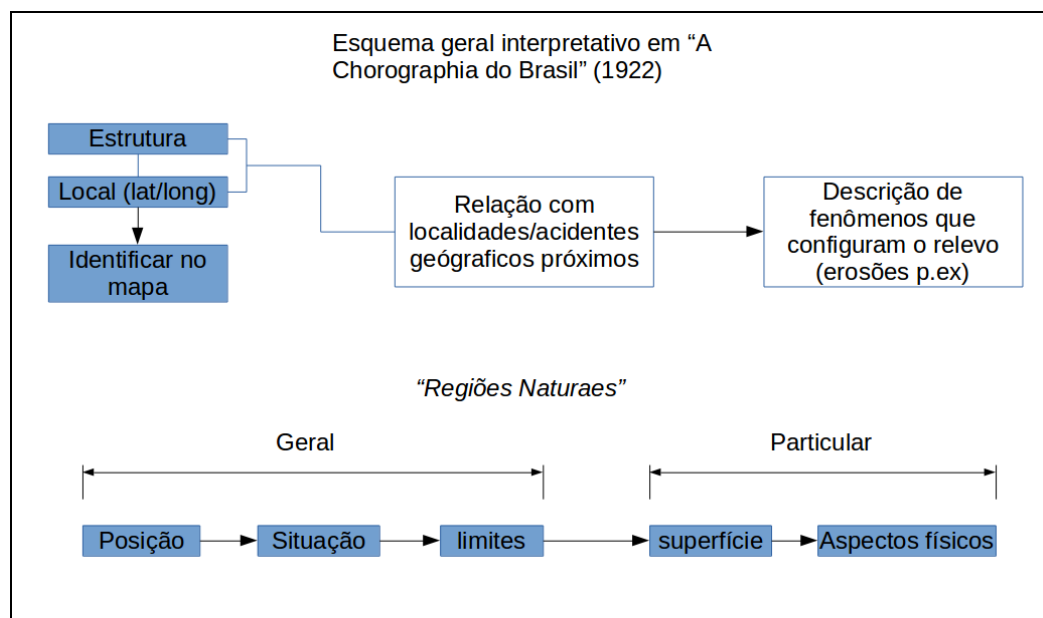 Esquema geral interpretativo em “A
Chorographia do Brasil” (1922)
Estrutura
Local (lat/long)
Identificar no
mapa
Relação com
localidades/acidentes
geógraficos próximos
Descrição de
fenômenos que
configuram o relevo
(erosões p.ex)
“Regiões Naturaes”
Geral
Particular
Posição
Situação
limites
superfície
Aspectos físicos